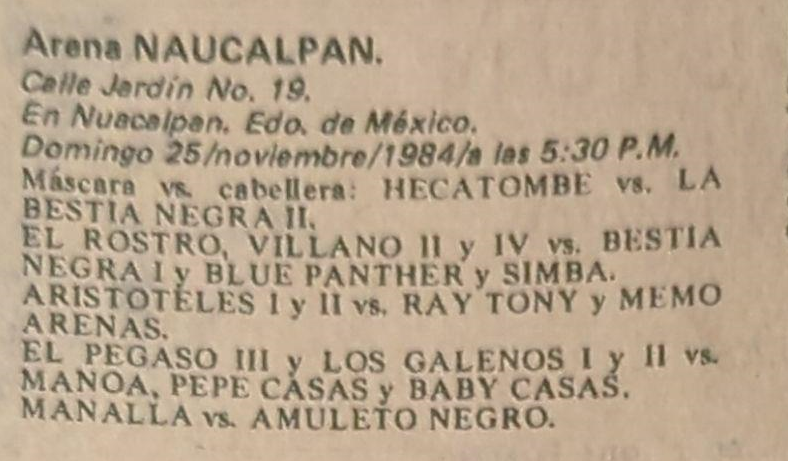 Arena NAUCALPAN.
Calle Jardín No. 19.
En Nuacalpan. Edo. de México.
Domingo 25/noviembre/1984/a las 5:30 P.M.
Máscara vs. cabellera: HECATOMBE vs. LA
BESTIA NEGRA II.
EL ROSTRO, VILLANO II y IV vs. BESTIA
NEGRA I y BLUE PANTHER y SIMBA.
ARISTOTELES I y II vs. RAY TONY y MEMO
ARENAS.
EL PEGASO III y LOS GALENOS I y II vs.
MANOA, PEPE CASAS y BABY CASAS.
MANALLA vs. AMULETO NEGRO.